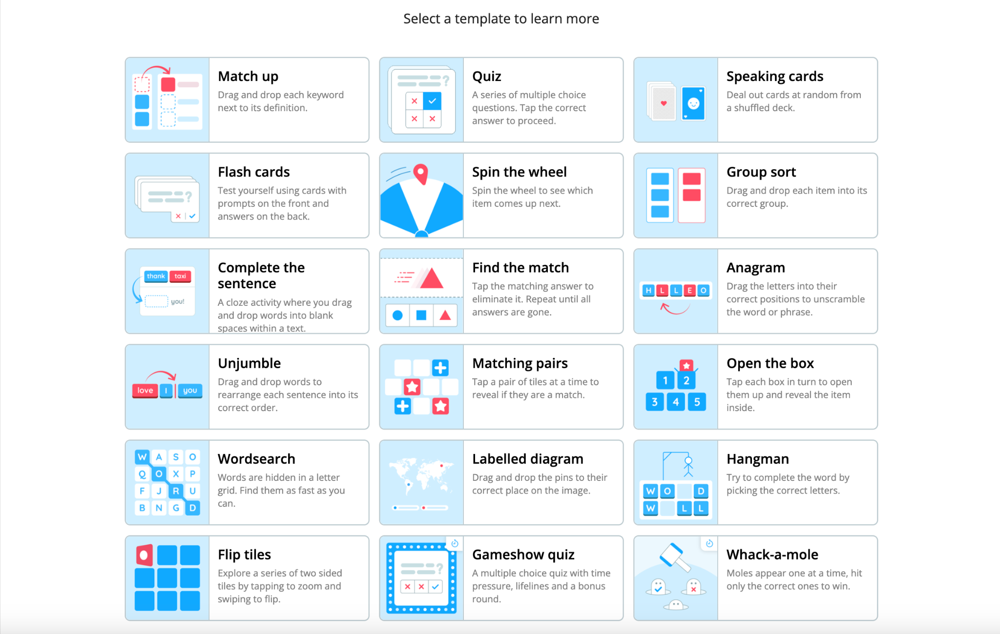 Select a template to learn more
Match up
Drag and drop each keyword
next to its definition.
?
Quiz
A series of multiple choice
questions. Tap the correct
answer to proceed.
Speaking cards
Deal out cards at random from
a shuffled deck.
?
Flash cards
Test yourself using cards with
prompts on the front and
answers on the back.
Spin the wheel
Spin the wheel to see which
item comes up next.
Group sort
Drag and drop each item into its
correct group.
thank taxi
you!
Complete the
sentence
A cloze activity where you drag
and drop words into blank
spaces within a text.
Find the match
Tap the matching answer to
eliminate it. Repeat until all
answers are gone.
H L L E O
Anagram
Drag the letters into their
correct positions to unscramble
the word or phrase.
love I you
Unjumble
Drag and drop words to
rearrange each sentence into its
correct order.
Matching pairs
Tap a pair of tiles at a time to
reveal if they are a match.
1 2
3 4 5
Open the box
Tap each box in turn to open
them up and reveal the item
inside.
W A S O
Q O X P
F J R U
B N G D
Wordsearch
Words are hidden in a letter
grid. Find them as fast as you
can.
Labelled diagram
Drag and drop the pins to their
correct place on the image.
W O D
W L L
Hangman
Try to complete the word by
picking the correct letters.
Flip tiles
Explore a series of two sided
tiles by tapping to zoom and
swiping to flip.
?
Gameshow quiz
A multiple choice quiz with time
pressure, lifelines and a bonus
round.
Whack-a-mole
Moles appear one at a time, hit
only the correct ones to win.